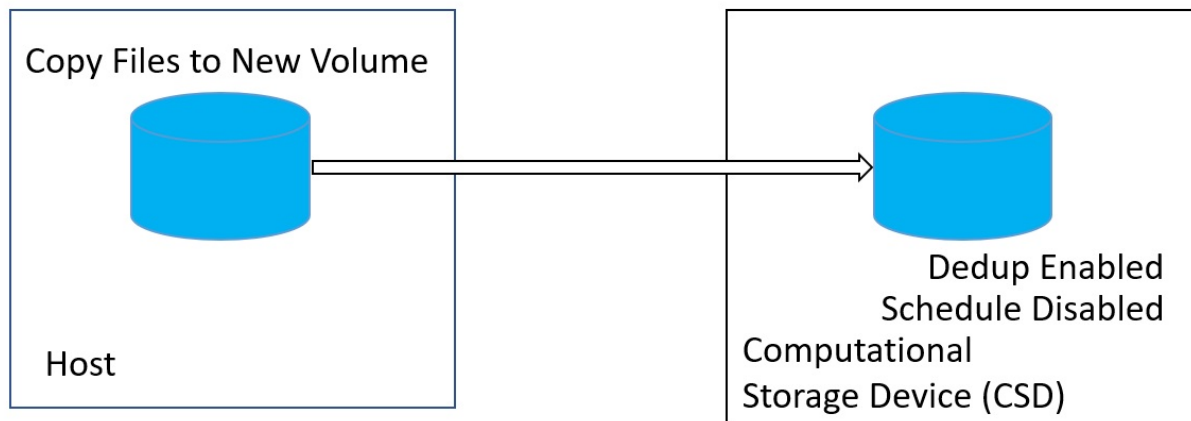 Copy Files to New Volume
Host
Dedup Enabled
Schedule Disabled
Computational
Storage Device (CSD)